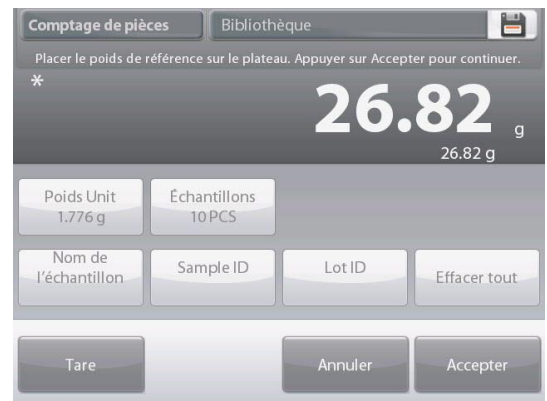 Comptage de pièces
Bibliothèque
Placer le poids de référence sur le plateau. Appuyer sur Accepter pour continuer.
*
26.82 g
26.82 g
Poids Unit
1.776 g
Échantillons
10 PCS
Nom de
l'échantillon
Sample ID
Lot ID
Effacer tout
Tare
Annuler
Accepter